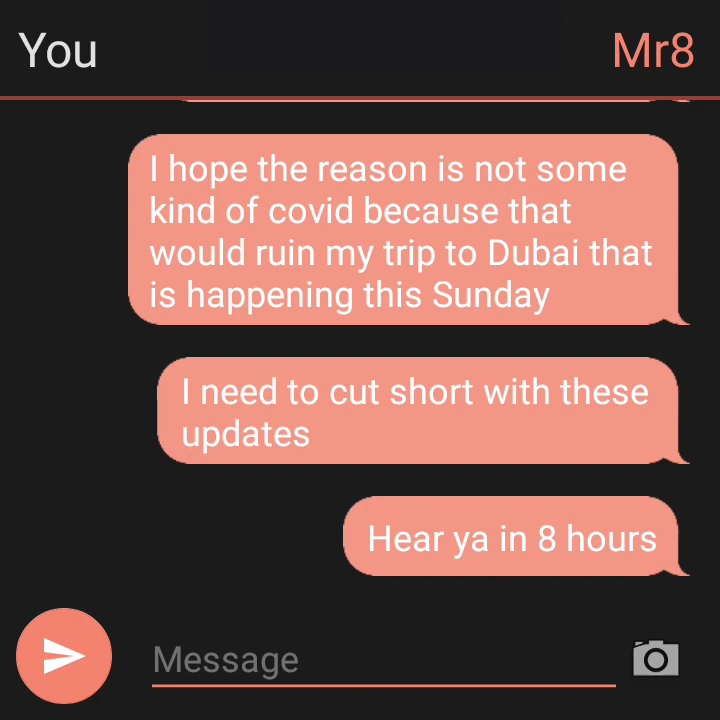 You
Mr8
I hope the reason is not some
kind of covid because that
would ruin my trip to Dubai that
is happening this Sunday
I need to cut short with these
updates
Hear ya in 8 hours
Message